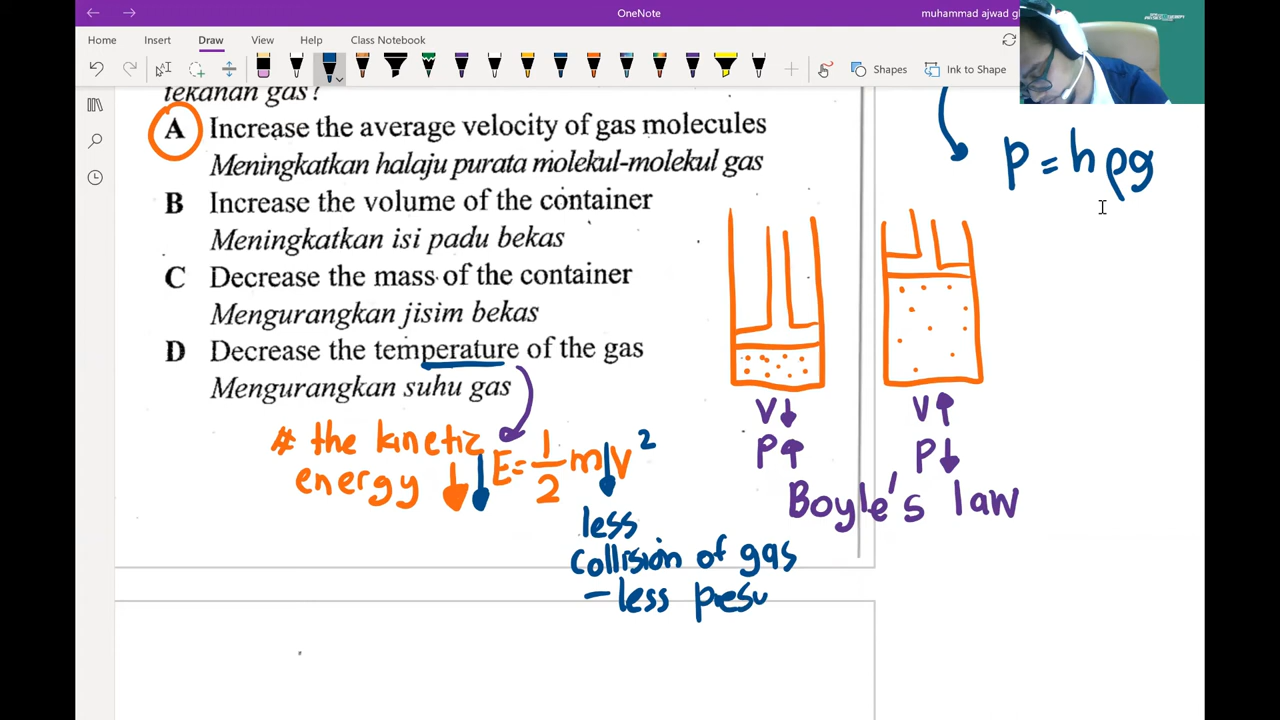 OneNote
muhammad ajwad gh
Home Insert Draw View Help Class Notebook
Shapes
Ink to Shape
tekanan gas?
A Increase the average velocity of gas molecules
Meningkatkan halaju purata molekul-molekul gas
B Increase the volume of the container
Meningkatkan isi padu bekas
C Decrease the mass of the container
Mengurangkan jisim bekas
D Decrease the temperature of the gas
Mengurangkan suhu gas
# the kinetic
energy ↓ ↓ E = 1/2 m ↓ v²
less
collision of gas
- less presu
P = hρg
V↓
P↑
V↑
P↓
Boyle's law